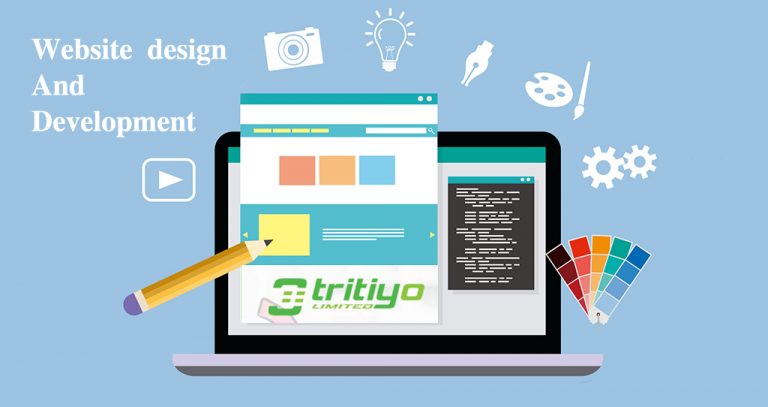 Website design
And
Development
tritiyo
LIMITED